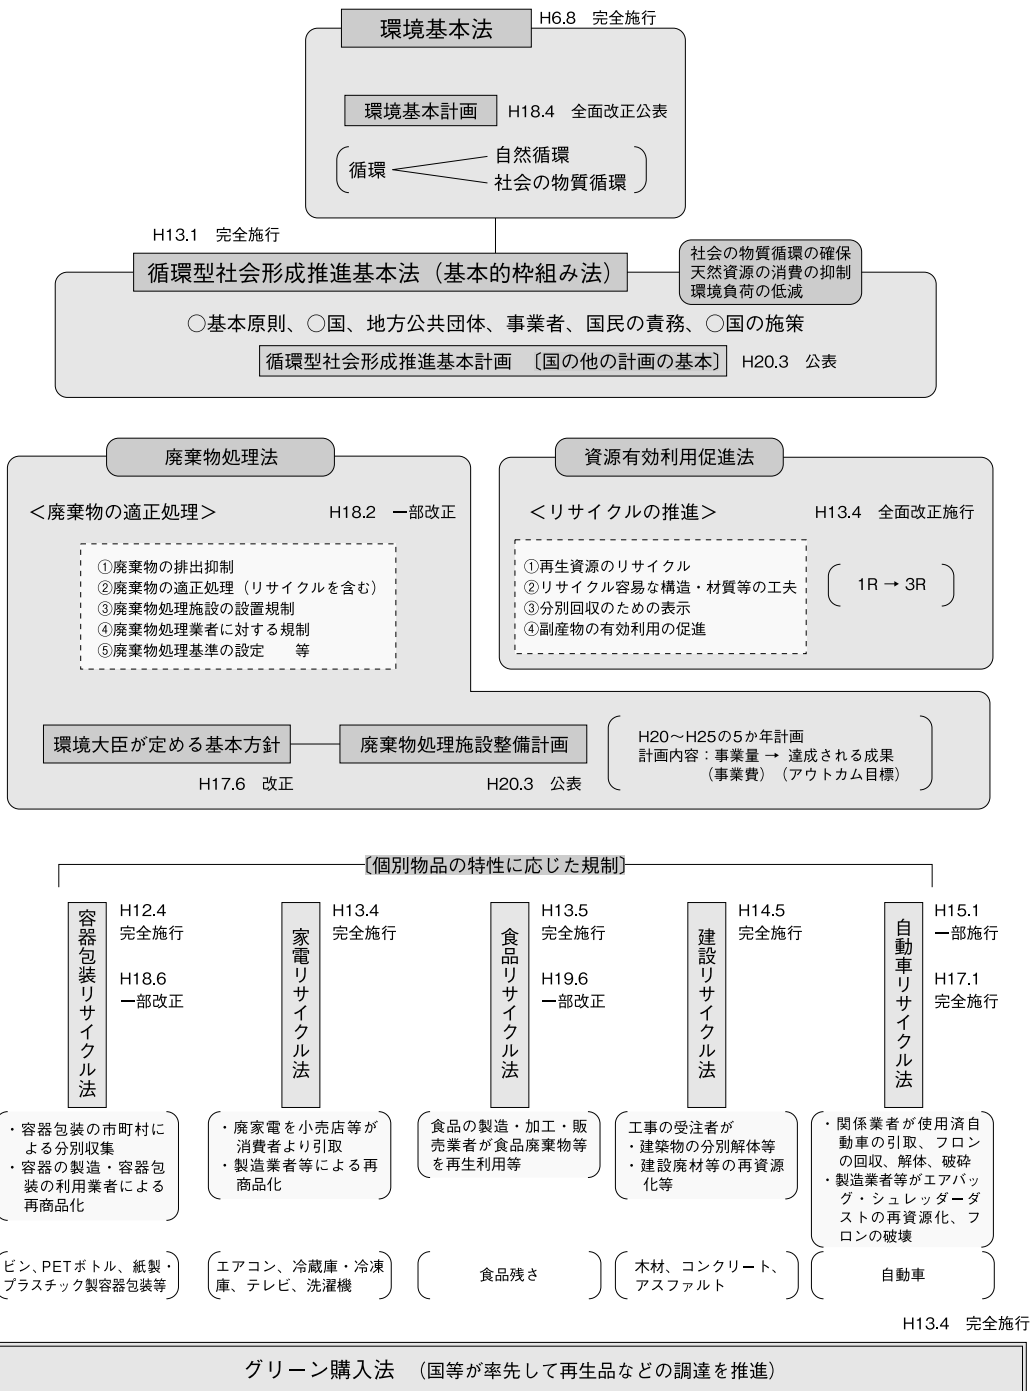 環境基本法
H6.8 完全施行
環境基本計画
H18.4 全面改正公表
循環
自然循環
社会の物質循環
H13.1 完全施行
循環型社会形成推進基本法（基本的枠組み法）
社会の物質循環の確保
天然資源の消費の抑制
環境負荷の低減
○基本原則、○国、地方公共団体、事業者、国民の責務、○国の施策
循環型社会形成推進基本計画 〔国の他の計画の基本〕
H20.3 公表
廃棄物処理法
＜廃棄物の適正処理＞
H18.2 一部改正
①廃棄物の排出抑制
②廃棄物の適正処理（リサイクルを含む）
③廃棄物処理施設の設置規制
④廃棄物処理業者に対する規制
⑤廃棄物処理基準の設定 等
資源有効利用促進法
＜リサイクルの推進＞
H13.4 全面改正施行
①再生資源のリサイクル
②リサイクル容易な構造・材質等の工夫
③分別回収のための表示
④副産物の有効利用の促進
1R → 3R
環境大臣が定める基本方針
H17.6 改正
廃棄物処理施設整備計画
H20.3 公表
H20～H25の5か年計画
計画内容：事業量 → 達成される成果
（事業費）（アウトカム目標）
〔個別物品の特性に応じた規制〕
容器包装リサイクル法
H12.4
完全施行
H18.6
一部改正
家電リサイクル法
H13.4
完全施行
食品リサイクル法
H13.5
完全施行
H19.6
一部改正
建設リサイクル法
H14.5
完全施行
自動車リサイクル法
H15.1
一部施行
H17.1
完全施行
・容器包装の市町村に
よる分別収集
・容器の製造・容器包
装の利用業者による
再商品化
・廃家電を小売店等が
消費者より引取
・製造業者等による再
商品化
食品の製造・加工・販
売業者が食品廃棄物等
を再生利用等
工事の受注者が
・建築物の分別解体等
・建設廃材等の再資源
化等
・関係業者が使用済自
動車の引取、フロン
の回収、解体、破砕
・製造業者等がエアバッ
グ・シュレッダーダ
ストの再資源化、フ
ロンの破壊
ビン、PETボトル、紙製・
プラスチック製容器包装等
エアコン、冷蔵庫・冷凍
庫、テレビ、洗濯機
食品残さ
木材、コンクリート、
アスファルト
自動車
H13.4 完全施行
グリーン購入法 （国等が率先して再生品などの調達を推進）